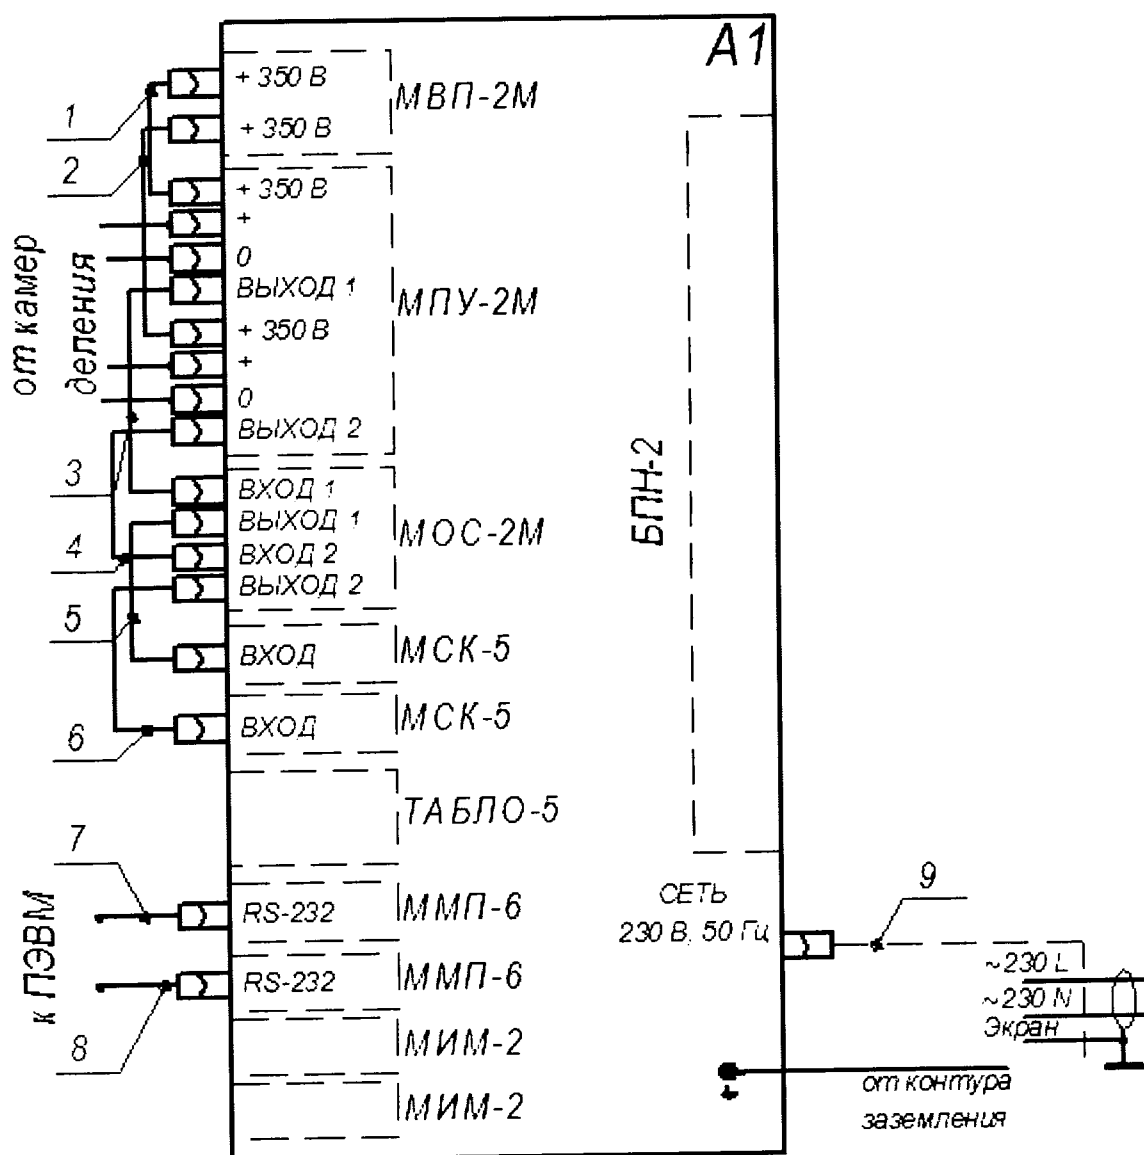 A1
1
+ 350 В
МВП-2М
+ 350 В
2
+ 350 В
+
0
ВЫХОД 1
МПУ-2М
+ 350 В
+
0
ВЫХОД 2
от камер
деления
3
ВХОД 1
ВЫХОД 1
МОС-2М
4
ВХОД 2
ВЫХОД 2
5
ВХОД
МСК-5
6
ВХОД
МСК-5
ТАБЛО-5
7
к ПЭВМ
RS-232
ММП-6
8
RS-232
ММП-6
МИМ-2
МИМ-2
БПН-2
СЕТЬ
230 В, 50 Гц
9
~230 L
~230 N
Экран
от контура
заземления